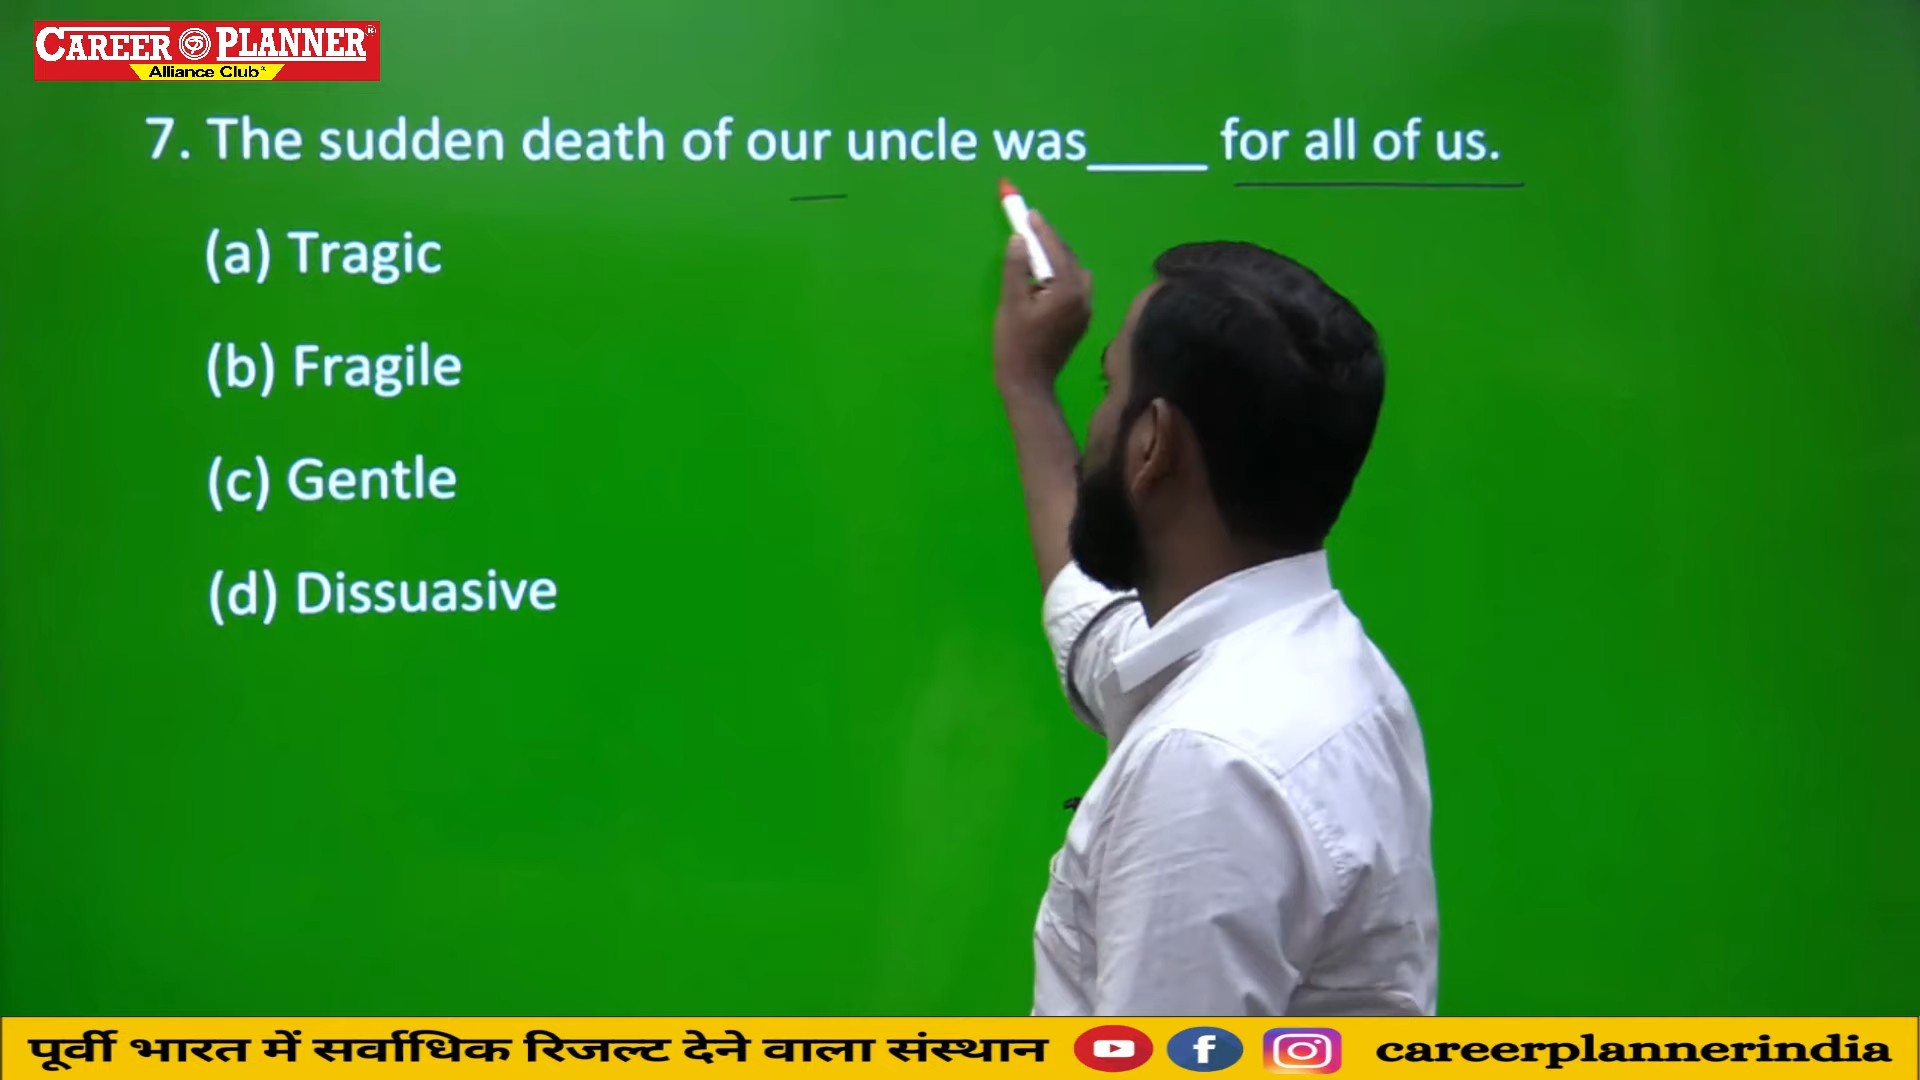 CAREER PLANNER®
Alliance Club
7. The sudden death of our uncle was____ for all of us.
(a) Tragic
(b) Fragile
(c) Gentle
(d) Dissuasive
पूर्वी भारत में सर्वाधिक रिजल्ट देने वाला संस्थान careerplannerindia